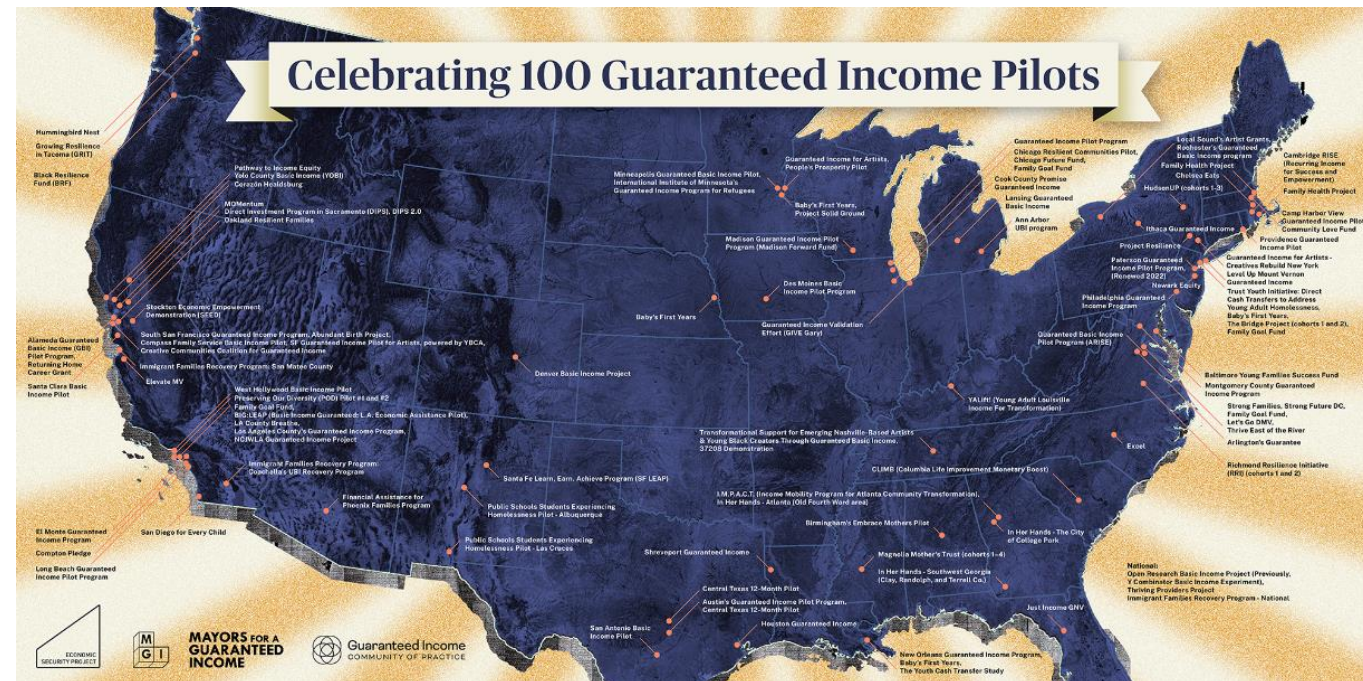 Celebrating 100 Guaranteed Income Pilots
Hummingbird Nest
Growing Resilience
in Tacoma (GRIT)
Black Resilience
Fund (BRF)
Pathway to Income Equity
Yolo County Basic Income (YOBI)
Corazón Healdsburg
MOMentum
Direct Investment Program in Sacramento (DIPS), DIPS 2.0
Oakland Resilient Families
Stockton Economic Empowerment
Demonstration (SEED)
South San Francisco Guaranteed Income Program, Abundant Birth Project,
Compass Family Service Basic Income Pilot, SF Guaranteed Income Pilot for Artists, powered by YBCA,
Creative Communities Coalition for Guaranteed Income
Alameda Guaranteed
Basic Income (GBI)
Pilot Program,
Returning Home
Career Grant
Immigrant Families Recovery Program: San Mateo County
Santa Clara Basic
Income Pilot
Elevate MV
West Hollywood Basic Income Pilot
Preserving Our Diversity (POD) Pilot #1 and #2
Family Goal Fund,
BIG:LEAP (Basic Income Guaranteed: L.A. Economic Assistance Pilot),
LA County Breathe,
Los Angeles County's Guaranteed Income Program,
NCJWLA Guaranteed Income Project
Immigrant Families Recovery Program:
Coachella's UBI Recovery Program
Financial Assistance for
Phoenix Families Program
San Diego for Every Child
El Monte Guaranteed
Income Program
Compton Pledge
Long Beach Guaranteed
Income Pilot Program
Denver Basic Income Project
Santa Fe Learn, Earn, Achieve Program (SF LEAP)
Public Schools Students Experiencing
Homelessness Pilot - Albuquerque
Public Schools Students Experiencing
Homelessness Pilot - Las Cruces
Minneapolis Guaranteed Basic Income Pilot,
International Institute of Minnesota's
Guaranteed Income Program for Refugees
Guaranteed Income for Artists,
People's Prosperity Pilot
Baby's First Years,
Project Solid Ground
Madison Guaranteed Income Pilot
Program (Madison Forward Fund)
Des Moines Basic
Income Pilot Program
Baby's First Years
Guaranteed Income Validation
Effort (GIVE Gary)
Guaranteed Income Pilot Program
Chicago Resilient Communities Pilot,
Chicago Future Fund,
Family Goal Fund
Cook County Promise
Guaranteed Income
Lansing Guaranteed
Basic Income
Ann Arbor
UBI program
Local Sound's Artist Grants,
Rochester's Guaranteed
Basic Income program
Family Health Project
Chelsea Eats
HudsonUP (cohorts 1-3)
Ithaca Guaranteed Income
Project Resilience
Paterson Guaranteed
Income Pilot Program,
(Renewed 2022)
Newark Equity
Philadelphia Guaranteed
Income Program
Guaranteed Basic Income
Pilot Program (ARISE)
Cambridge RISE
(Recurring Income
for Success and
Empowerment)
Family Health Project
Camp Harbor View
Guaranteed Income Pilot
Community Love Fund
Providence Guaranteed
Income Pilot
Guaranteed Income for Artists -
Creatives Rebuild New York
Level Up Mount Vernon
Guaranteed Income
Trust Youth Initiative: Direct
Cash Transfers to Address
Young Adult Homelessness,
Baby's First Years,
The Bridge Project (cohorts 1 and 2),
Family Goal Fund
Baltimore Young Families Success Fund
Montgomery County Guaranteed
Income Program
Strong Families, Strong Future DC,
Family Goal Fund,
Let's Go DMV,
Thrive East of the River
Arlington's Guarantee
Richmond Resilience Initiative
(RRI) (cohorts 1 and 2)
YALift! (Young Adult Louisville
Income For Transformation)
Excel
Transformational Support for Emerging Nashville-Based Artists
& Young Black Creators Through Guaranteed Basic Income,
37208 Demonstration
CLIMB (Columbia Life Improvement Monetary Boost)
I.M.P.A.C.T. (Income Mobility Program for Atlanta Community Transformation),
In Her Hands - Atlanta (Old Fourth Ward area)
Birmingham's Embrace Mothers Pilot
In Her Hands - The City
of College Park
Shreveport Guaranteed Income
Magnolia Mother's Trust (cohorts 1-4)
In Her Hands - Southwest Georgia
(Clay, Randolph, and Terrell Co.)
Just Income GNV
Central Texas 12-Month Pilot
Austin's Guaranteed Income Pilot Program,
Central Texas 12-Month Pilot
San Antonio Basic
Income Pilot
Houston Guaranteed Income
New Orleans Guaranteed Income Program,
Baby's First Years,
The Youth Cash Transfer Study
National:
Open Research Basic Income Project (Previously,
Y Combinator Basic Income Experiment),
Thriving Providers Project
Immigrant Families Recovery Program - National
ECONOMIC
SECURITY PROJECT
M
G I
MAYORS FOR A
GUARANTEED
INCOME
Guaranteed Income
COMMUNITY OF PRACTICE